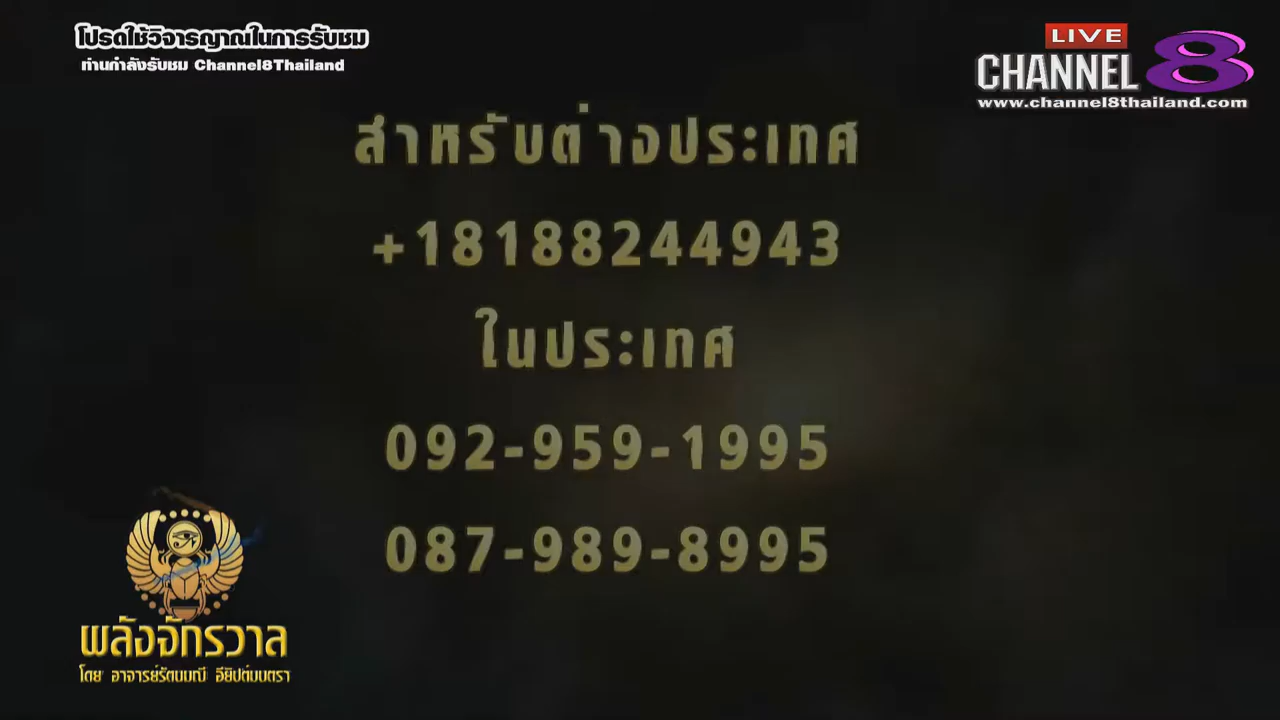 โปรดใช้วิจารญาณในการรับชม
ท่านกำลังรับชม Channel8Thailand
LIVE
CHANNEL 8
www.channel8thailand.com
สำหรับต่างประเทศ
+18188244943
ในประเทศ
092-959-1995
087-989-8995
พลังจักรวาล
โดย อาจารย์รัตนมณี อียิปต์มนตรา